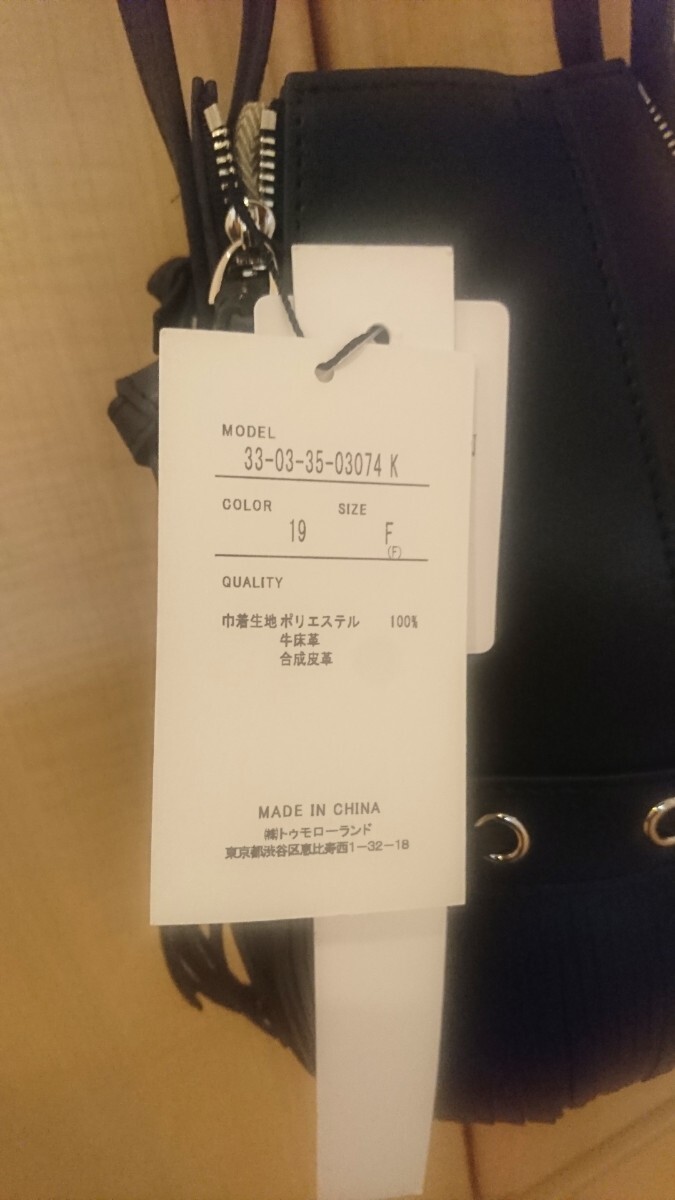 MODEL
33-03-35-03074 K
COLOR SIZE
19 F
(F)
QUALITY
巾着生地 ポリエステル 100%
牛床革
合成皮革
MADE IN CHINA
㈱トゥモローランド
東京都渋谷区恵比寿西1-32-18